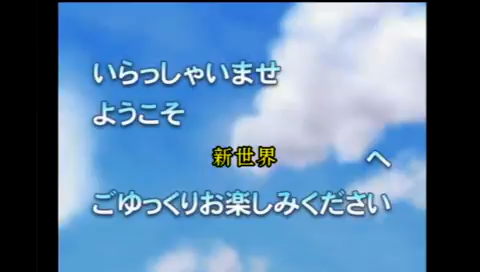 いらっしゃいませ
ようこそ
新世界 へ
ごゆっくりお楽しみください